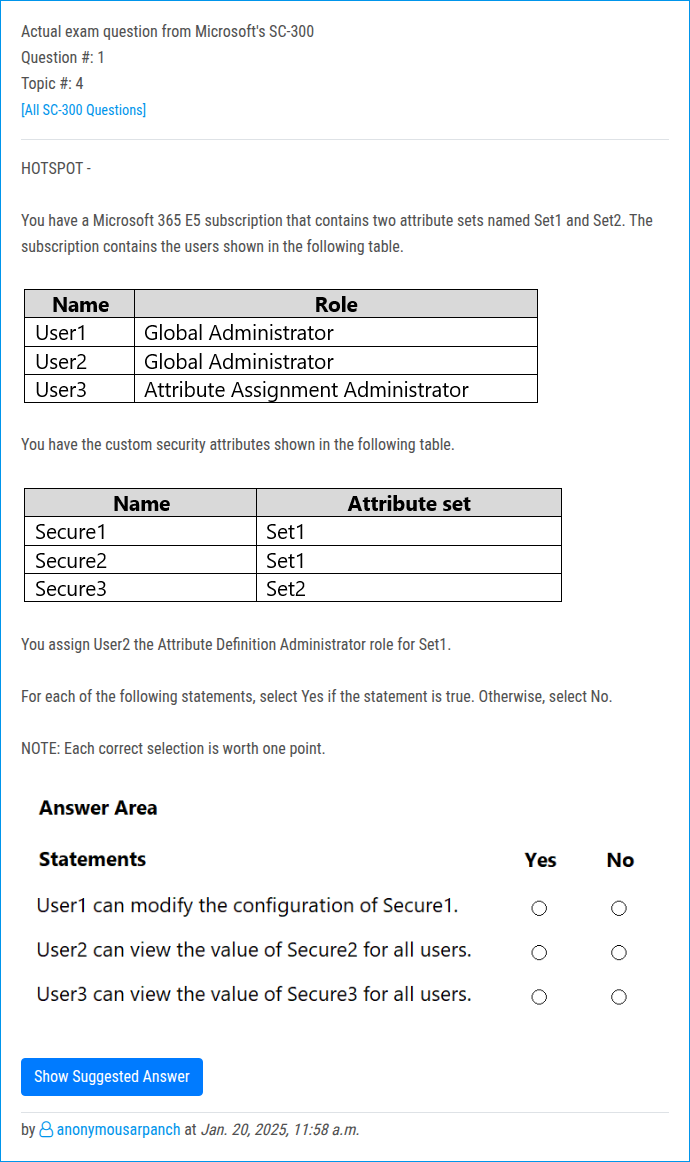 Actual exam question from Microsoft's SC-300
Question #: 1
Topic #: 4
[All SC-300 Questions]
HOTSPOT -
You have a Microsoft 365 E5 subscription that contains two attribute sets named Set1 and Set2. The
subscription contains the users shown in the following table.
Name Role
User1 Global Administrator
User2 Global Administrator
User3 Attribute Assignment Administrator
You have the custom security attributes shown in the following table.
Name Attribute set
Secure1 Set1
Secure2 Set1
Secure3 Set2
You assign User2 the Attribute Definition Administrator role for Set1.
For each of the following statements, select Yes if the statement is true. Otherwise, select No.
NOTE: Each correct selection is worth one point.
Answer Area
Statements Yes No
User1 can modify the configuration of Secure1.
User2 can view the value of Secure2 for all users.
User3 can view the value of Secure3 for all users.
Show Suggested Answer
by anonymousarpanch at Jan. 20, 2025, 11:58 a.m.